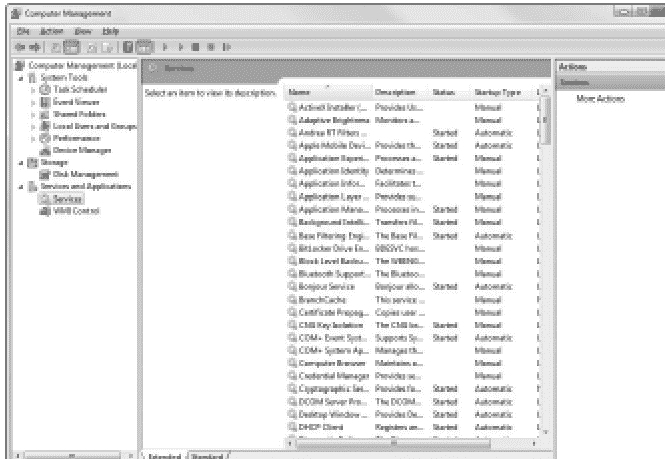 Computer Management
File Action View Help
Computer Management (Local
System Tools
Task Scheduler
Event Viewer
Shared Folders
Local Users and Groups
Performance
Device Manager
Storage
Disk Management
Services and Applications
Services
WMI Control
Services
Select an item to view its description.
Name Description Status Startup Type L
ActiveX Installer (... Provides Us... Manual
Adaptive Brightness Monitors a... Manual
Andrea RT Filters ... Started Automatic
Apple Mobile Devi... Provides th... Started Automatic
Application Experi... Processes a... Started Manual
Application Identity Determines ... Manual
Application Infor... Facilitates t... Manual
Application Layer ... Provides su... Manual
Application Mana... Processes in... Started Manual
Background Intelli... Transfers fil... Started Manual
Base Filtering Engi... The Base Fil... Started Automatic
BitLocker Drive En... BDESVC hos... Manual
Block Level Backu... The WBENG... Manual
Bluetooth Support... The Bluetoo... Manual
Bonjour Service Bonjour allo... Started Automatic
BranchCache This service ... Manual
Certificate Propag... Copies user ... Manual
CNG Key Isolation The CNG ke... Started Manual
COM+ Event Syst... Supports Sy... Started Automatic
COM+ System Ap... Manages th... Manual
Computer Browser Maintains a... Manual
Credential Manager Provides se... Manual
Cryptographic Ser... Provides fo... Started Automatic
DCOM Server Pro... The DCOM... Started Automatic
Desktop Window ... Provides De... Started Automatic
DHCP Client Registers an... Started Automatic
Extended Standard
Actions
Services
More Actions